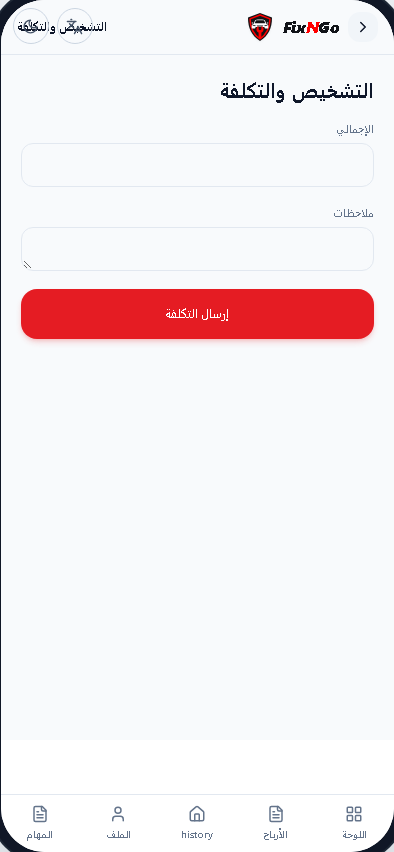 FixNGo
التشخيص والتكلفة
التشخيص والتكلفة
الإجمالي
ملاحظات
إرسال التكلفة
اللوحة
الأرباح
history
الملف
المهام